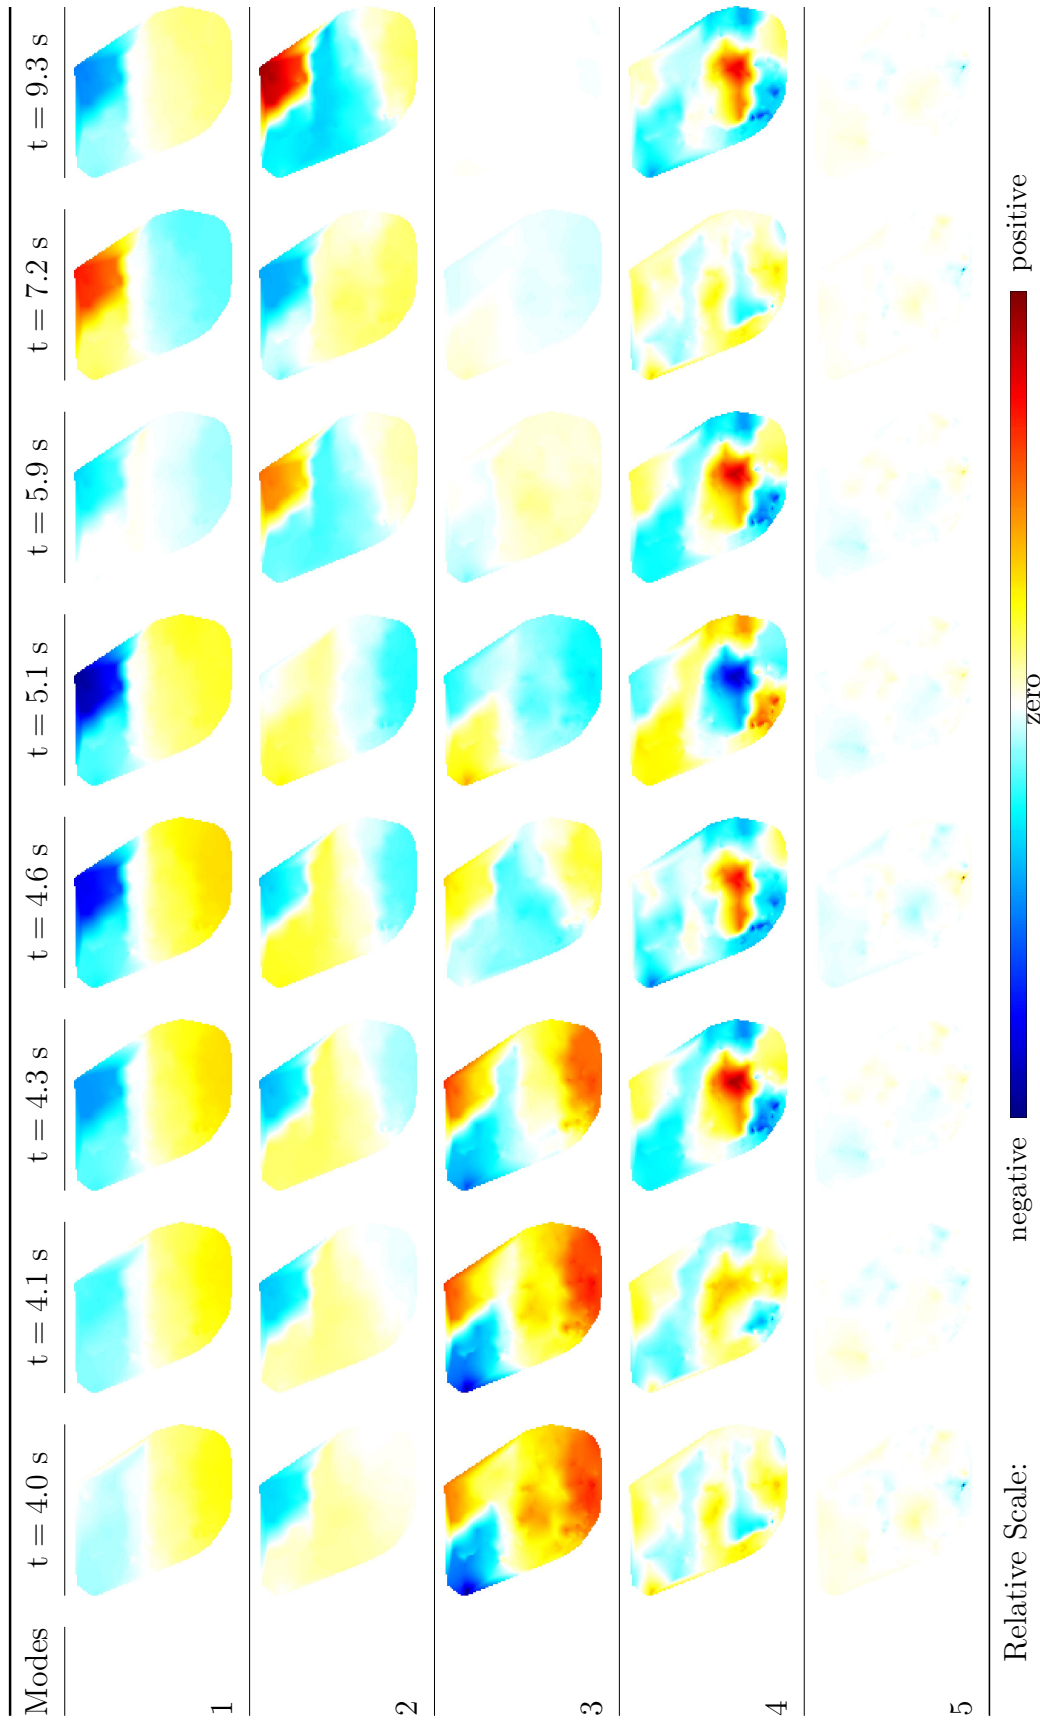 Modes t = 4.0 s t = 4.1 s t = 4.3 s t = 4.6 s t = 5.1 s t = 5.9 s t = 7.2 s t = 9.3 s
1
2
3
4
5
Relative Scale: negative zero positive